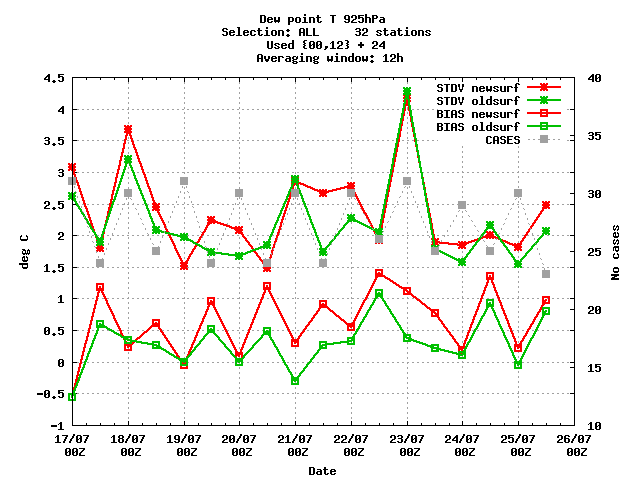 Dew point T 925hPa
Selection: ALL 32 stations
Used {00,12} + 24
Averaging window: 12h
STDV newsurf
STDV oldsurf
BIAS newsurf
BIAS oldsurf
CASES
deg C
4.5
4
3.5
3
2.5
2
1.5
1
0.5
0
-0.5
-1
No cases
40
35
30
25
20
15
10
17/07 18/07 19/07 20/07 21/07 22/07 23/07 24/07 25/07 26/07
00Z 00Z 00Z 00Z 00Z 00Z 00Z 00Z 00Z 00Z
Date